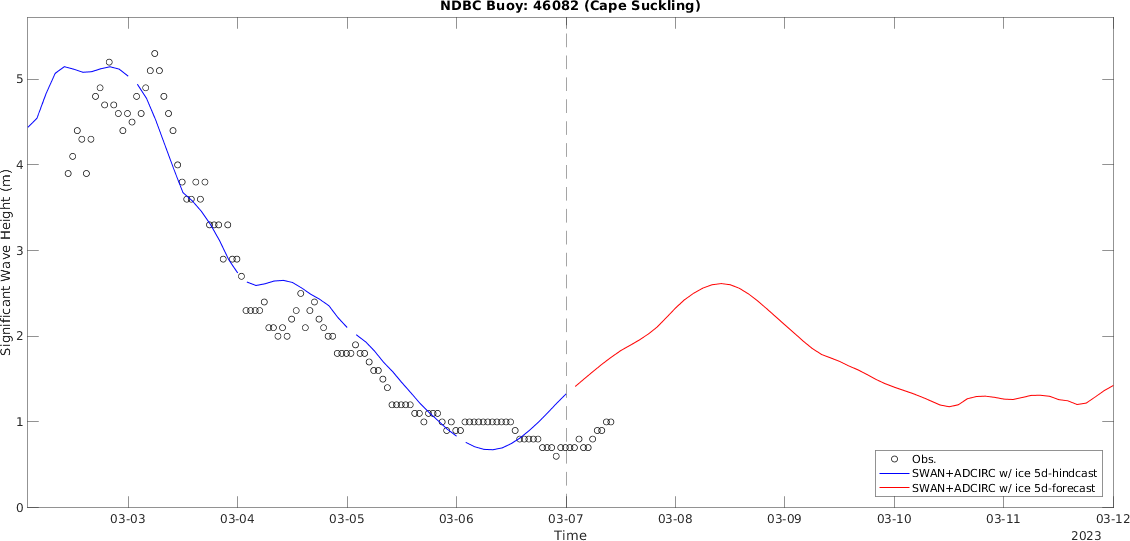 NDBC Buoy: 46082 (Cape Suckling)
Significant Wave Height (m)
5
4
3
2
1
0
03-03 03-04 03-05 03-06 03-07 03-08 03-09 03-10 03-11 03-12
Time
2023
Obs.
SWAN+ADCIRC w/ ice 5d-hindcast
SWAN+ADCIRC w/ ice 5d-forecast